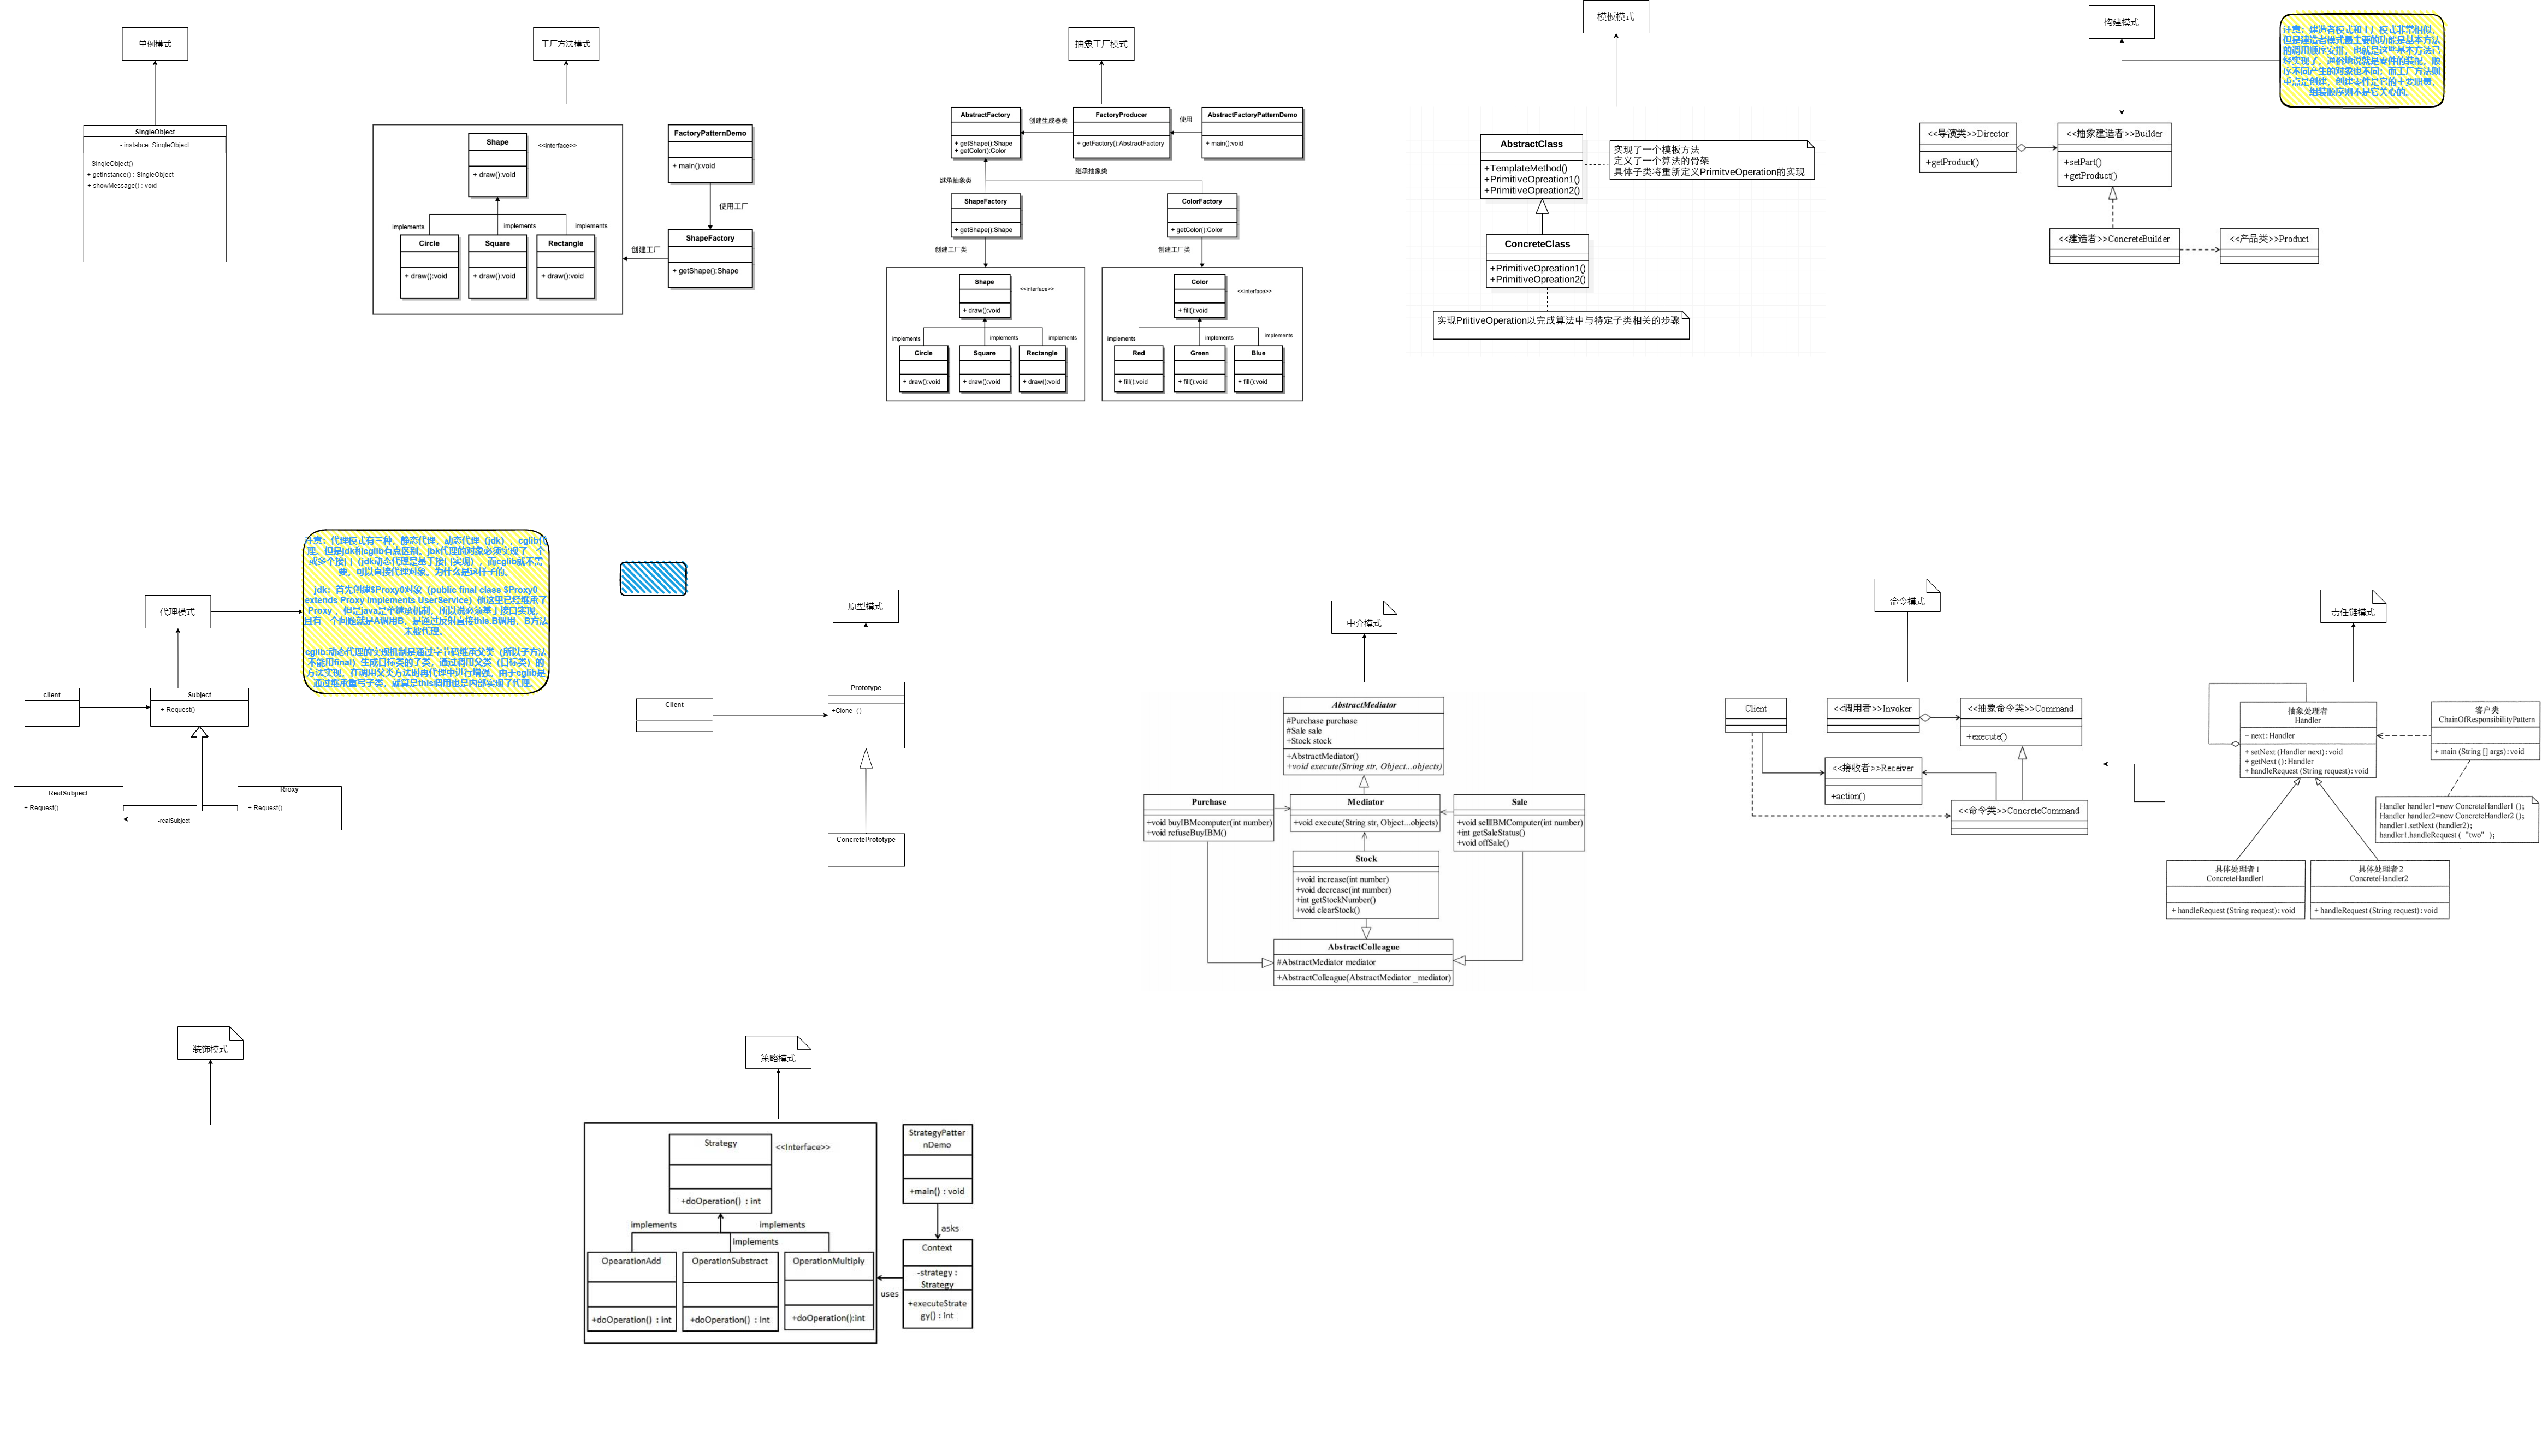 单例模式
SingleObject
- instabce: SingleObject
-SingleObject()
+ getInstance() : SingleObject
+ showMessage() : void
工厂方法模式
Shape
<<interface>>
+ draw():void
implements
implements
implements
Circle
+ draw():void
Square
+ draw():void
Rectangle
+ draw():void
FactoryPatternDemo
+ main():void
使用工厂
ShapeFactory
+ getShape():Shape
创建工厂
抽象工厂模式
AbstractFactory
+ getShape():Shape
+ getColor():Color
创建生成器类
FactoryProducer
+ getFactory():AbstractFactory
使用
AbstractFactoryPatternDemo
+ main():void
继承抽象类
继承抽象类
ShapeFactory
+ getShape():Shape
创建工厂类
ColorFactory
+ getColor():Color
创建工厂类
Shape
<<interface>>
+ draw():void
implements
implements
implements
Circle
+ draw():void
Square
+ draw():void
Rectangle
+ draw():void
Color
<<interface>>
+ fill():void
implements
implements
implements
Red
+ fill():void
Green
+ fill():void
Blue
+ fill():void
模板模式
AbstractClass
+TemplateMethod()
+PrimitiveOpreation1()
+PrimitiveOpreation2()
实现了一个模板方法
定义了一个算法的骨架
具体子类将重新定义PrimitveOperation的实现
ConcreteClass
+PrimitiveOpreation1()
+PrimitiveOpreation2()
实现PriitiveOperation以完成算法中与特定子类相关的步骤
构建模式
注意：建造者模式和工厂模式非常相似，
但是建造者模式最主要的功能是基本方法
的调用顺序安排，也就是这些基本方法已
经实现了，通俗地说就是零件的装配，顺
序不同产生的对象也不同；而工厂方法则
重点是创建，创建零件是它的主要职责，
组装顺序则不是它关心的。
<<导演类>>Director
+getProduct()
<<抽象建造者>>Builder
+setPart()
+getProduct()
<<建造者>>ConcreteBuilder
<<产品类>>Product
代理模式
注意：代理模式有三种，静态代理，动态代理（jdk），cglib代
理。但是jdk和cglib有点区别。jbk代理的对象必须实现了一个
或多个接口（jdk动态代理是基于接口实现），而cglib就不需
要。可以直接代理对象。为什么是这样子的。
jdk：首先创建$Proxy0对象（public final class $Proxy0
extends Proxy implements UserService）他这里已经继承了
Proxy ，但是java是单继承机制，所以说必须基于接口实现，
且有一个问题就是A调用B，是通过反射直接this.B调用，B方法
未被代理。
cglib:动态代理的实现机制是通过字节码继承父类（所以子方法
不能用final）生成目标类的子类，通过调用父类（目标类）的
方法实现，在调用父类方法时再代理中进行增强。由于cglib是
通过继承重写子类，就算是this调用也是内部实现了代理。
client
Subject
+ Request()
RealSubject
+ Request()
Rroxy
+ Request()
-realSubject
原型模式
Client
Prototype
+Clone ()
ConcretePrototype
中介模式
AbstractMediator
#Purchase purchase
#Sale sale
+Stock stock
+AbstractMediator()
+void execute(String str, Object...objects)
Purchase
+void buyIBMcomputer(int number)
+void refuseBuyIBM()
Mediator
+void execute(String str, Object...objects)
Sale
+void sellIBMComputer(int number)
+int getSaleStatus()
+void offSale()
Stock
+void increase(int number)
+void decrease(int number)
+int getStockNumber()
+void clearStock()
AbstractColleague
#AbstractMediator mediator
+AbstractColleague(AbstractMediator _mediator)
命令模式
Client
<<调用者>>Invoker
<<抽象命令类>>Command
+execute()
<<接收者>>Receiver
+action()
<<命令类>>ConcreteCommand
责任链模式
抽象处理者
Handler
− next: Handler
+ setNext (Handler next): void
+ getNext (): Handler
+ handleRequest (String request): void
客户类
ChainOfResponsibilityPattern
+ main (String [] args): void
Handler handler1=new ConcreteHandler1 ();
Handler handler2=new ConcreteHandler2 ();
handler1.setNext (handler2);
handler1.handleRequest (“two” );
具体处理者1
ConcreteHandler1
+ handleRequest (String request): void
具体处理者2
ConcreteHandler2
+ handleRequest (String request): void
装饰模式
策略模式
Strategy
<<Interface>>
+doOperation() : int
implements
implements
implements
OpearationAdd
+doOperation() : int
OperationSubstract
+doOperation() : int
OperationMultiply
+doOperation():int
StrategyPatter
nDemo
+main() : void
asks
Context
-strategy :
Strategy
+executeStrate
gy() : int
uses